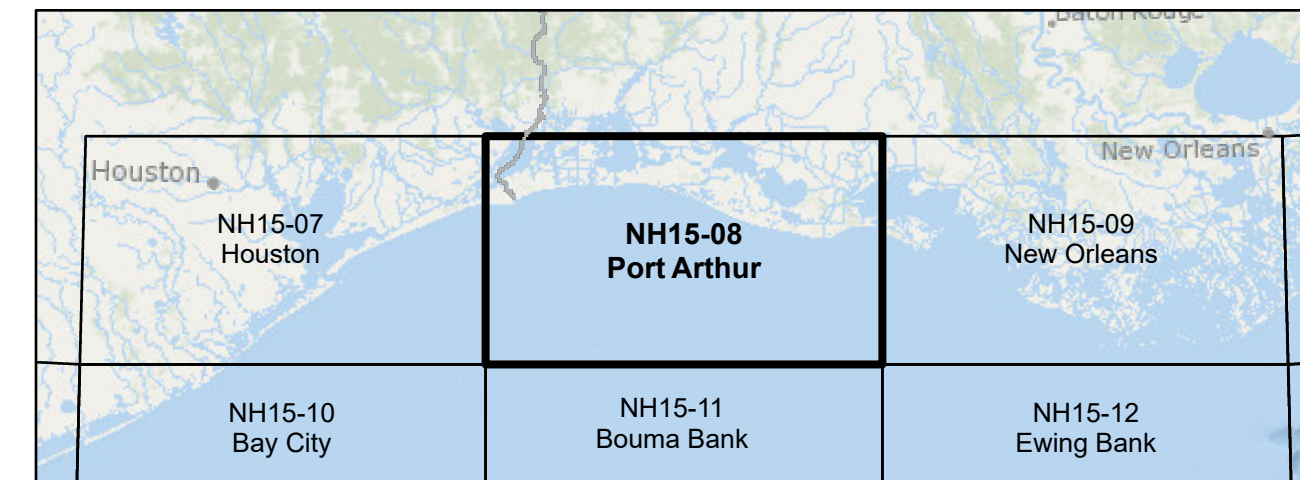 Baton Rouge
New Orleans
Houston
NH15-07
Houston
NH15-08
Port Arthur
NH15-09
New Orleans
NH15-10
Bay City
NH15-11
Bouma Bank
NH15-12
Ewing Bank